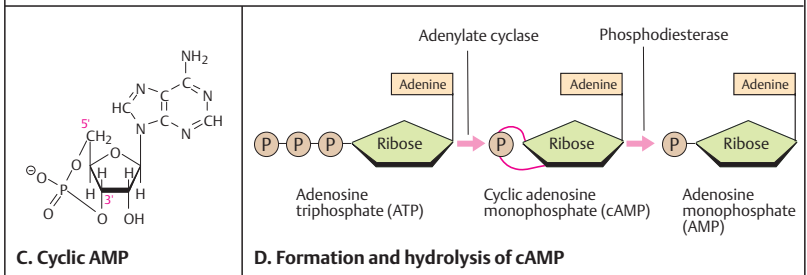 NH₂
C
N
C
N
HC
C
C
CH
N
N
5'
CH₂
O
O
⊖O
P
H
H
H
H
3'
O
O
OH
C. Cyclic AMP
Adenylate cyclase
Phosphodiesterase
Adenine
Adenine
Adenine
P
P
P
Ribose
P
Ribose
P
Ribose
Adenosine
triphosphate (ATP)
Cyclic adenosine
monophosphate (cAMP)
Adenosine
monophosphate
(AMP)
D. Formation and hydrolysis of cAMP